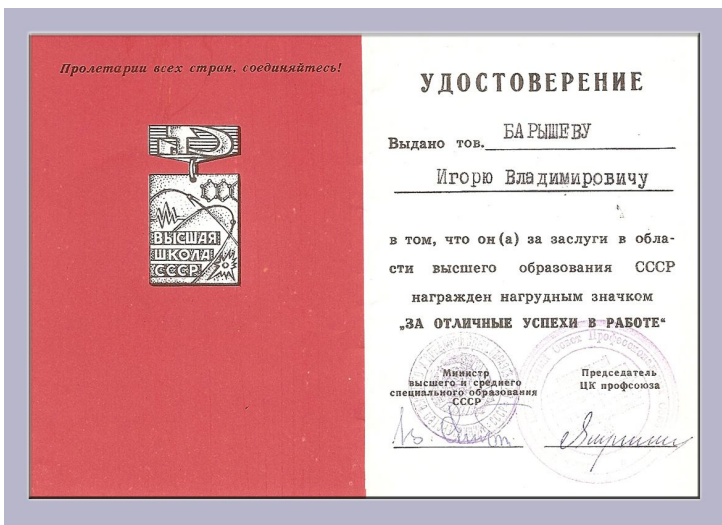 Пролетарии всех стран, соединяйтесь!
ВЫСШАЯ
ШКОЛА
СССР
УДОСТОВЕРЕНИЕ
Выдано тов. БАРЫШЕВУ
Игорю Владимировичу
в том, что он(а) за заслуги в обла-
сти высшего образования СССР
награжден нагрудным значком
„ЗА ОТЛИЧНЫЕ УСПЕХИ В РАБОТЕ“
Министр
высшего и среднего
специального образования
СССР
Председатель
ЦК профсоюза